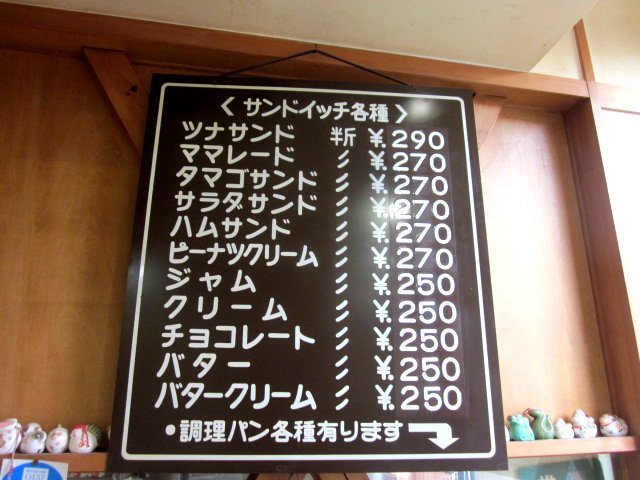 〈 サンドイッチ各種 〉
ツナサンド 半斤 ¥.290
ママレード 〃 ¥.270
タマゴサンド 〃 ¥.270
サラダサンド 〃 ¥.270
ハムサンド 〃 ¥.270
ピーナツクリーム 〃 ¥.270
ジャム 〃 ¥.250
クリーム 〃 ¥.250
チョコレート 〃 ¥.250
バター 〃 ¥.250
バタークリーム 〃 ¥.250
•調理パン各種有ります